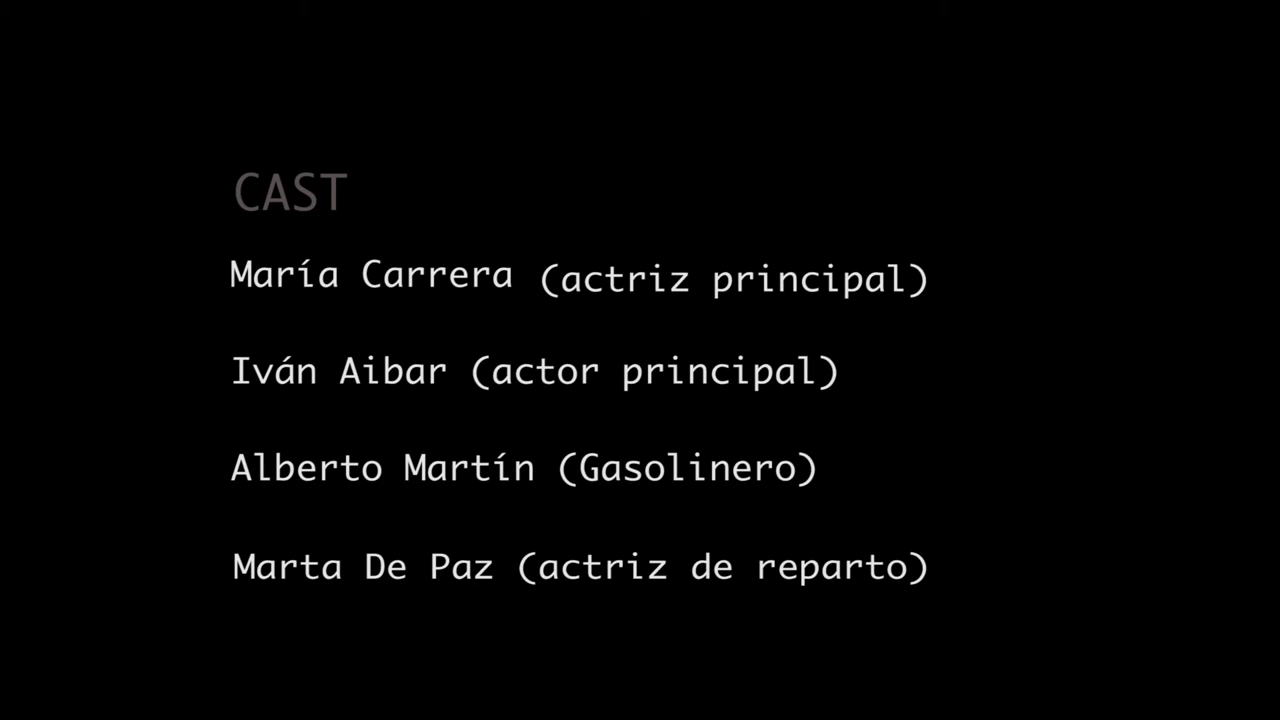 CAST
María Carrera (actriz principal)
Iván Aibar (actor principal)
Alberto Martín (Gasolinero)
Marta De Paz (actriz de reparto)